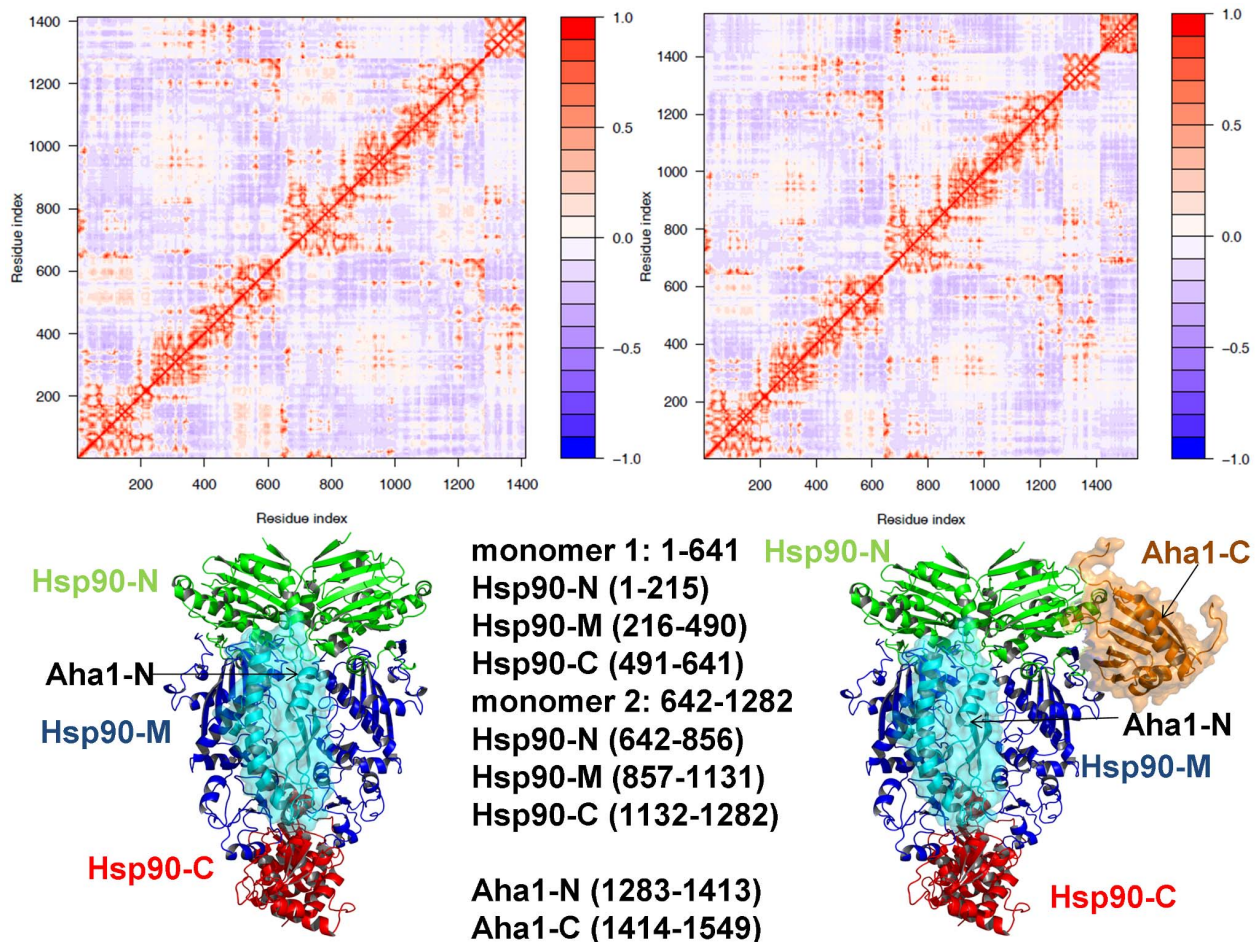 1400
1200
1000
800
600
400
200
Residue index
200 400 600 800 1000 1200 1400
Residue index
1.0
0.5
0.0
−0.5
−1.0
1400
1200
1000
800
600
400
200
Residue index
200 400 600 800 1000 1200 1400
Residue index
1.0
0.5
0.0
−0.5
−1.0
Hsp90-N
Aha1-N
Hsp90-M
Hsp90-C
monomer 1: 1-641
Hsp90-N (1-215)
Hsp90-M (216-490)
Hsp90-C (491-641)
monomer 2: 642-1282
Hsp90-N (642-856)
Hsp90-M (857-1131)
Hsp90-C (1132-1282)
Aha1-N (1283-1413)
Aha1-C (1414-1549)
Hsp90-N
Aha1-C
Aha1-N
Hsp90-M
Hsp90-C